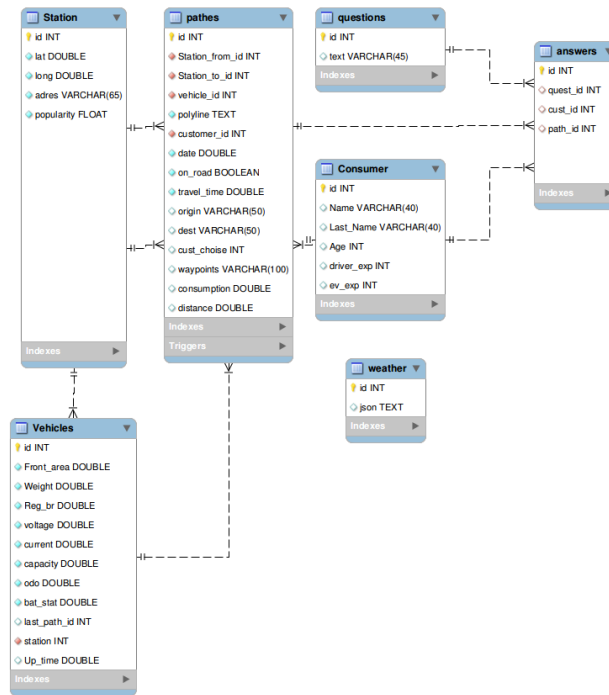 Station
id INT
lat DOUBLE
long DOUBLE
adres VARCHAR(65)
popularity FLOAT
Indexes
pathes
id INT
Station_from_id INT
Station_to_id INT
vehicle_id INT
polyline TEXT
customer_id INT
date DOUBLE
on_road BOOLEAN
travel_time DOUBLE
origin VARCHAR(50)
dest VARCHAR(50)
cust_choise INT
waypoints VARCHAR(100)
consumption DOUBLE
distance DOUBLE
Indexes
Triggers
questions
id INT
text VARCHAR(45)
Indexes
answers
id INT
quest_id INT
cust_id INT
path_id INT
Indexes
Consumer
id INT
Name VARCHAR(40)
Last_Name VARCHAR(40)
Age INT
driver_exp INT
ev_exp INT
Indexes
weather
id INT
json TEXT
Indexes
Vehicles
id INT
Front_area DOUBLE
Weight DOUBLE
Reg_br DOUBLE
voltage DOUBLE
current DOUBLE
capacity DOUBLE
odo DOUBLE
bat_stat DOUBLE
last_path_id INT
station INT
Up_time DOUBLE
Indexes